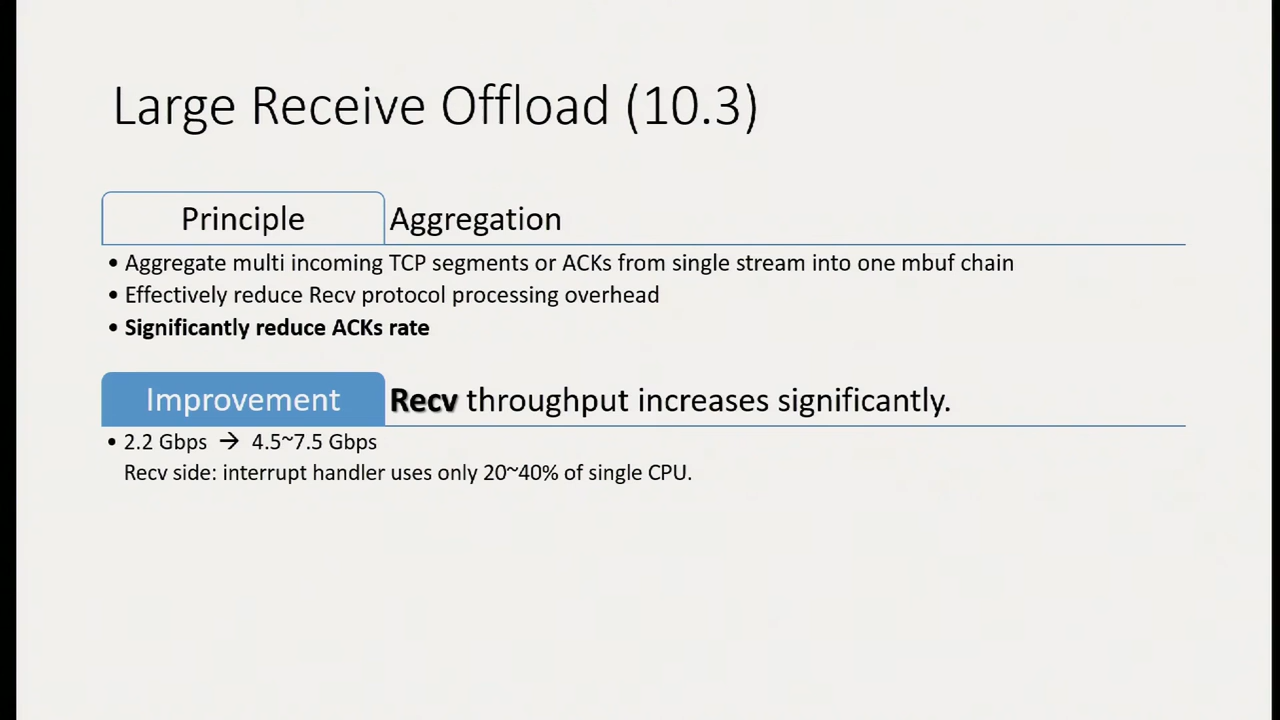 Large Receive Offload (10.3)
Principle
Aggregation
• Aggregate multi incoming TCP segments or ACKs from single stream into one mbuf chain
• Effectively reduce Recv protocol processing overhead
• Significantly reduce ACKs rate
Improvement
Recv throughput increases significantly.
• 2.2 Gbps → 4.5~7.5 Gbps
Recv side: interrupt handler uses only 20~40% of single CPU.